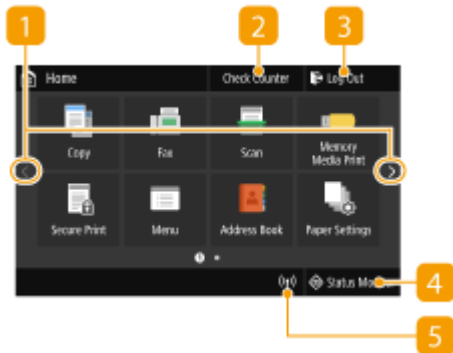 1 2 3
Home Check Counter Log Out
Copy Fax Scan Memory
Media Print
Secure Print Menu Address Book Paper Settings
Status Mo
4
5